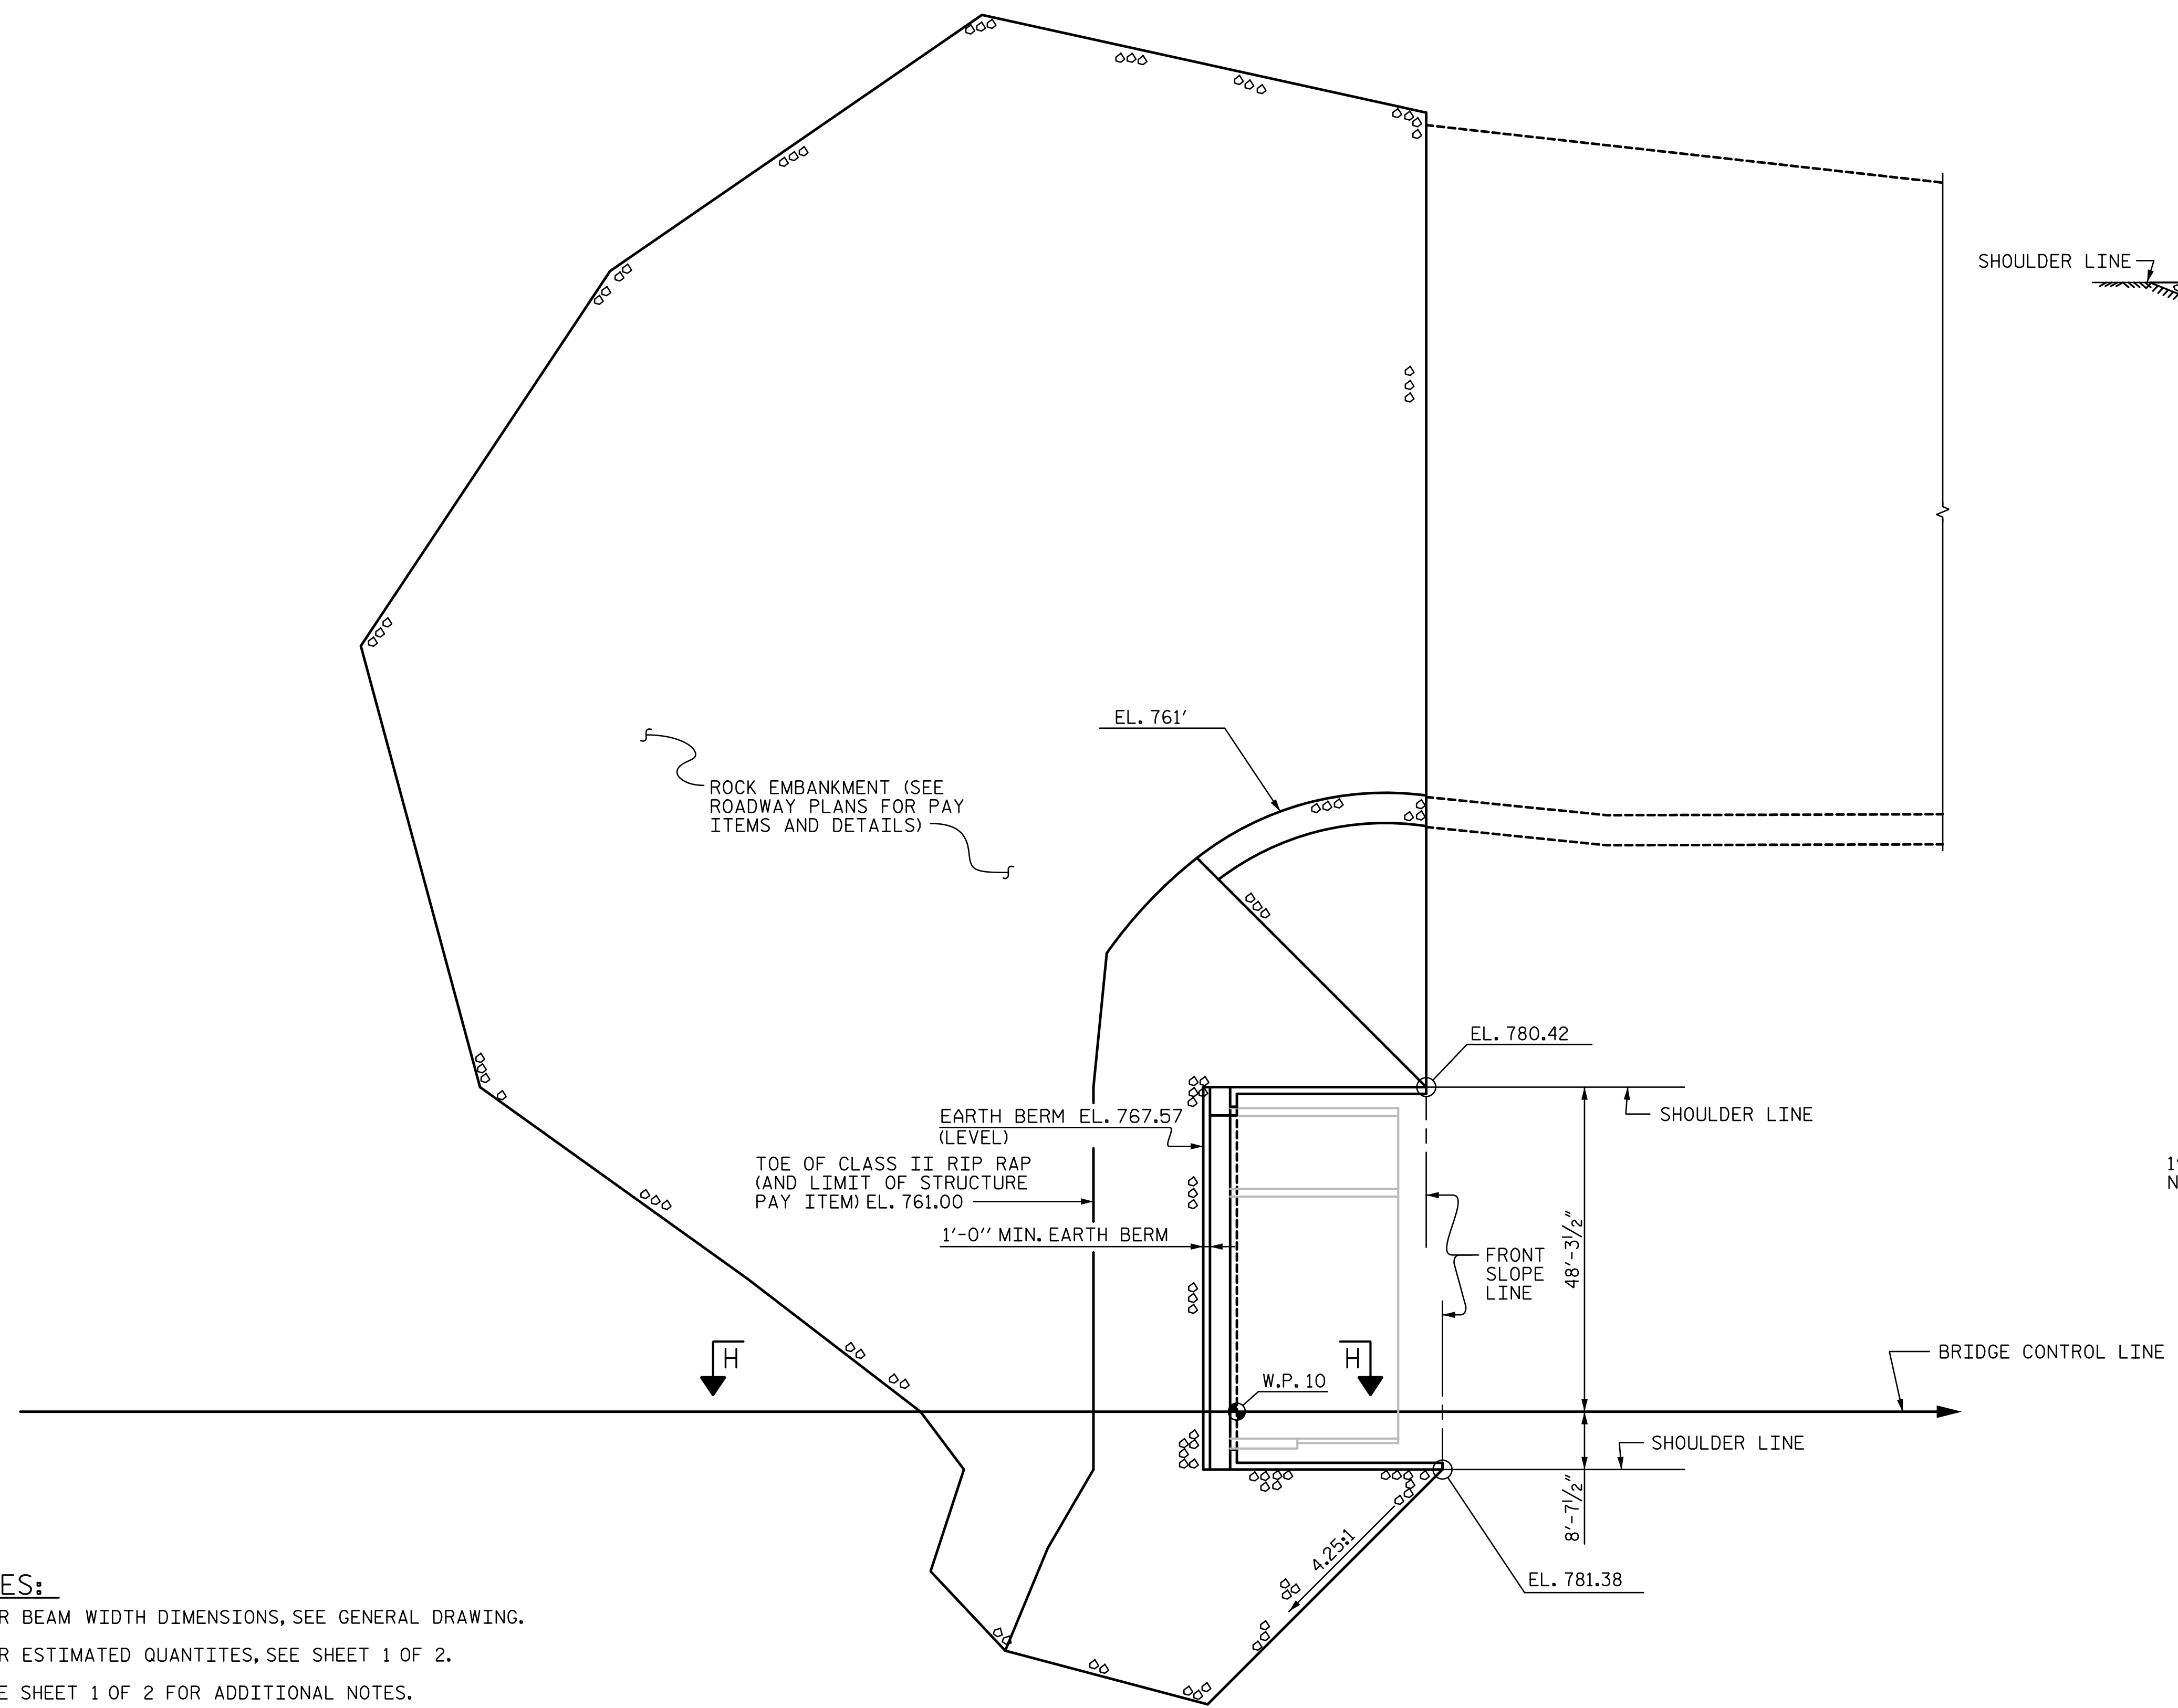 SHOULDER LINE
EL. 761'
ROCK EMBANKMENT (SEE
ROADWAY PLANS FOR PAY
ITEMS AND DETAILS)
EL. 780.42
EARTH BERM EL. 767.57
(LEVEL)
SHOULDER LINE
TOE OF CLASS II RIP RAP
(AND LIMIT OF STRUCTURE
PAY ITEM) EL. 761.00
1'-0" MIN. EARTH BERM
FRONT
SLOPE
LINE
48'-3½"
H
H
W.P. 10
BRIDGE CONTROL LINE
SHOULDER LINE
8'-7½"
4.25:1
EL. 781.38
ES:
R BEAM WIDTH DIMENSIONS, SEE GENERAL DRAWING.
R ESTIMATED QUANTITES, SEE SHEET 1 OF 2.
E SHEET 1 OF 2 FOR ADDITIONAL NOTES.